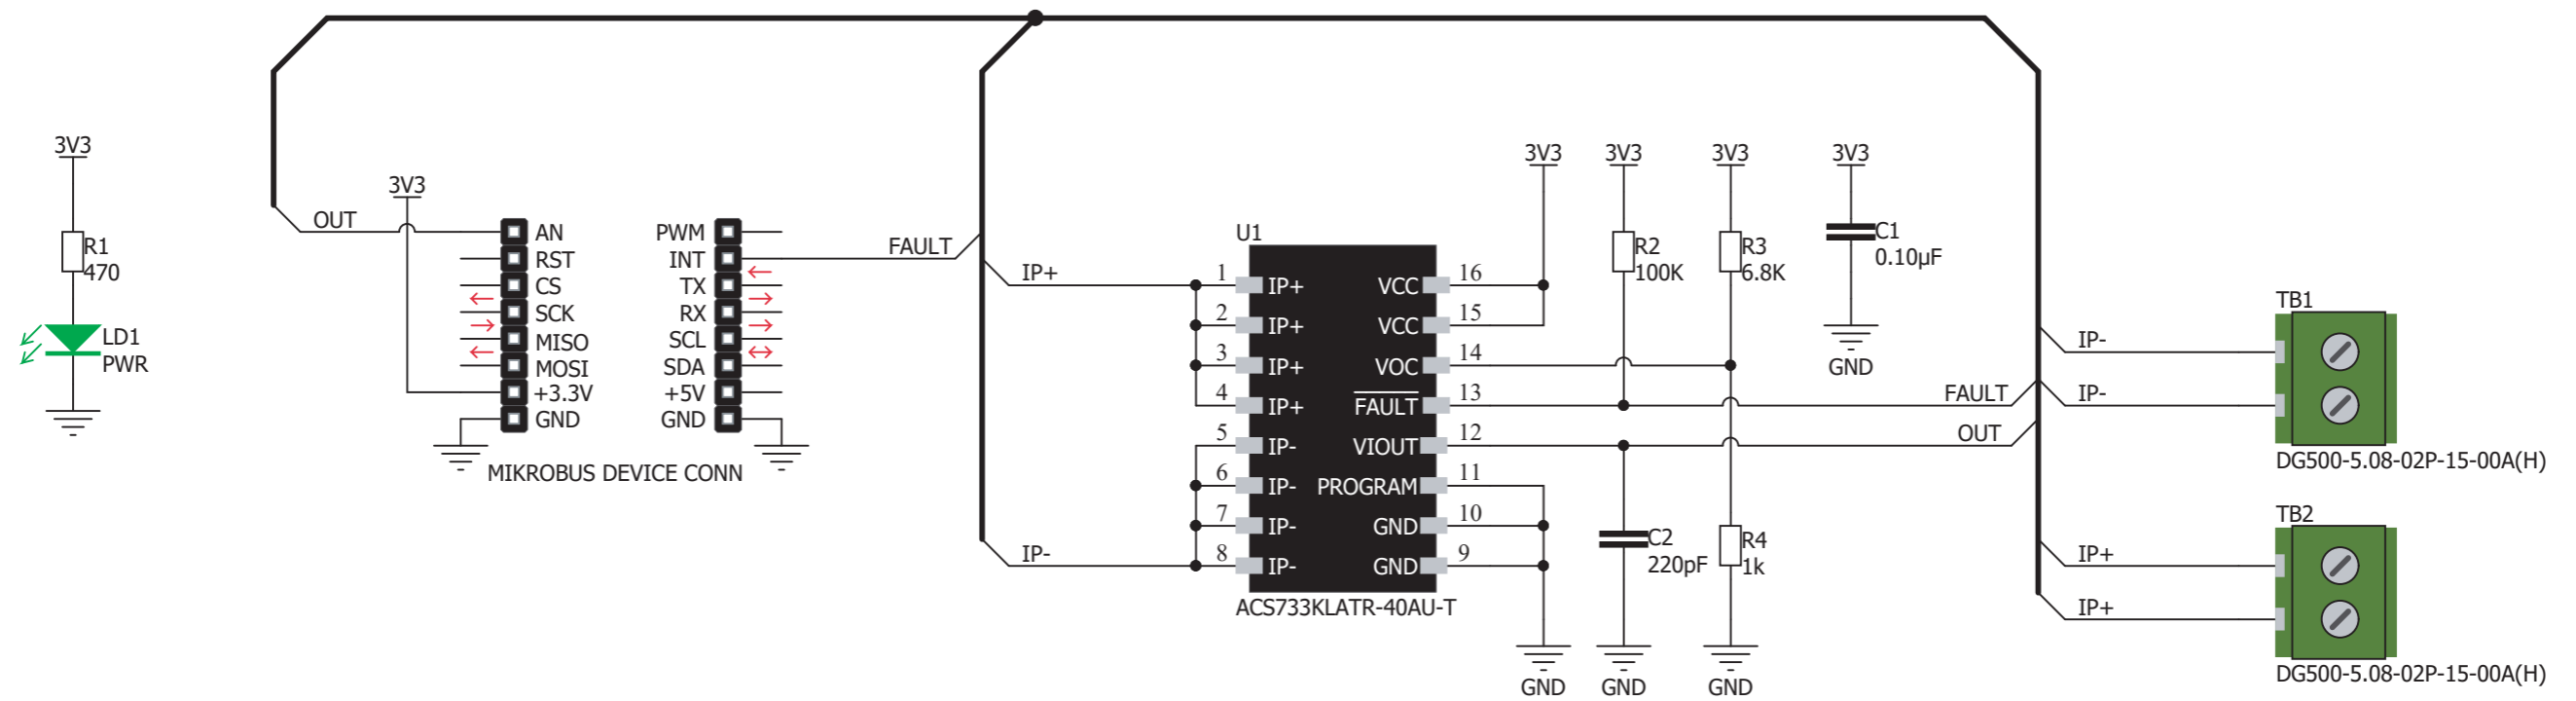 3V3
R1
470
LD1
PWR
3V3
OUT
AN
RST
CS
SCK
MISO
MOSI
+3.3V
GND
PWM
INT
TX
RX
SCL
SDA
+5V
GND
MIKROBUS DEVICE CONN
FAULT
IP+
IP-
U1
1 IP+
2 IP+
3 IP+
4 IP+
5 IP-
6 IP-
7 IP-
8 IP-
VCC 16
VCC 15
VOC 14
FAULT 13
VIOUT 12
PROGRAM 11
GND 10
GND 9
ACS733KLATR-40AU-T
3V3
GND
3V3
R2
100K
C2
220pF
GND
3V3
R3
6.8K
R4
1k
GND
3V3
C1
0.10µF
GND
FAULT
OUT
IP-
IP-
TB1
DG500-5.08-02P-15-00A(H)
IP+
IP+
TB2
DG500-5.08-02P-15-00A(H)